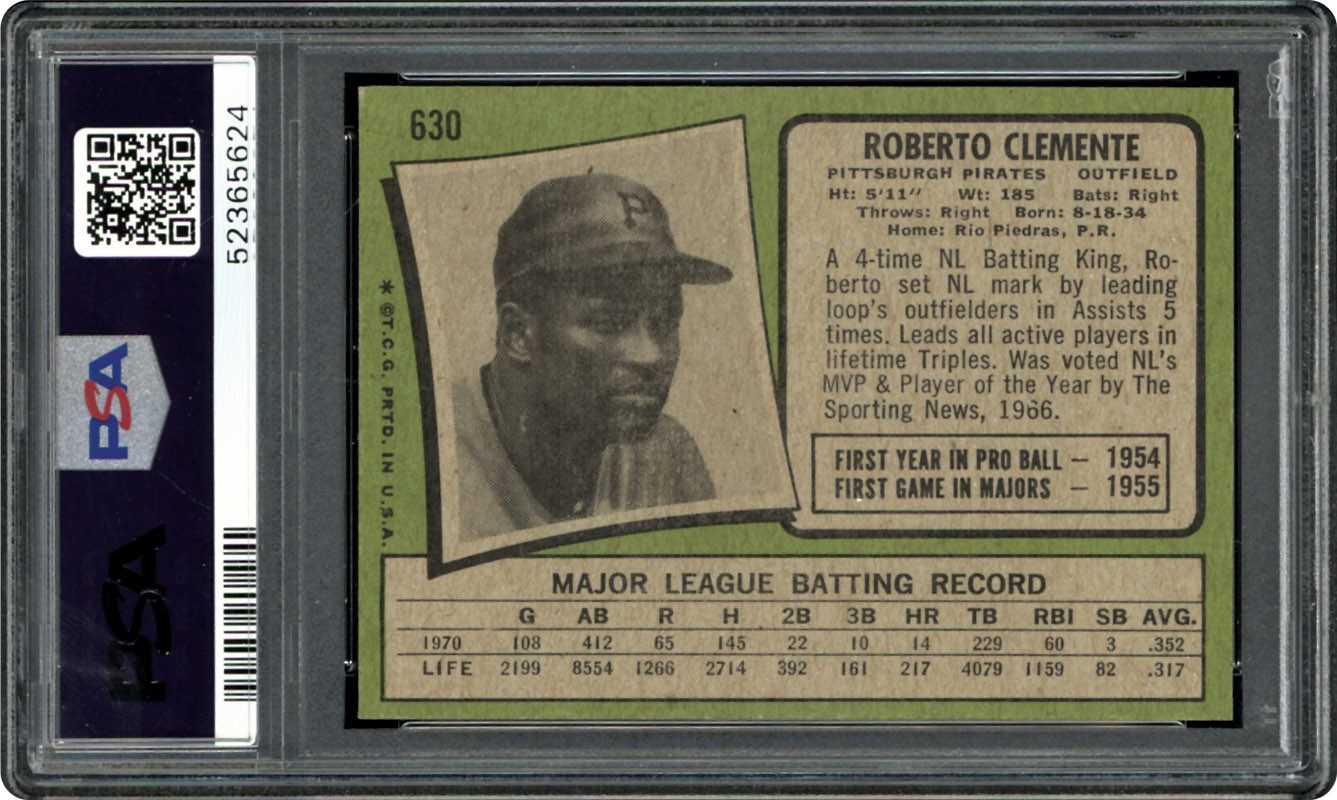 630
ROBERTO CLEMENTE
PITTSBURGH PIRATES OUTFIELD
Ht: 5'11" Wt: 185 Bats: Right
Throws: Right Born: 8-18-34
Home: Rio Piedras, P.R.
A 4-time NL Batting King, Ro-
berto set NL mark by leading
loop's outfielders in Assists 5
times. Leads all active players in
lifetime Triples. Was voted NL's
MVP & Player of the Year by The
Sporting News, 1966.
FIRST YEAR IN PRO BALL — 1954
FIRST GAME IN MAJORS — 1955
P
* ©T.C.G. PRTD. IN U.S.A.
MAJOR LEAGUE BATTING RECORD
G AB R H 2B 3B HR TB RBI SB AVG.
1970 108 412 65 145 22 10 14 229 60 3 .352
LIFE 2199 8554 1266 2714 392 161 217 4079 1159 82 .317
52365624
PSA
PSA
PSA